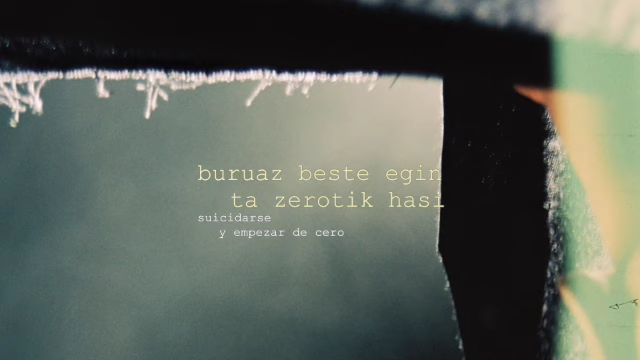 buruaz beste egin
ta zerotik hasi
suicidarse
y empezar de cero